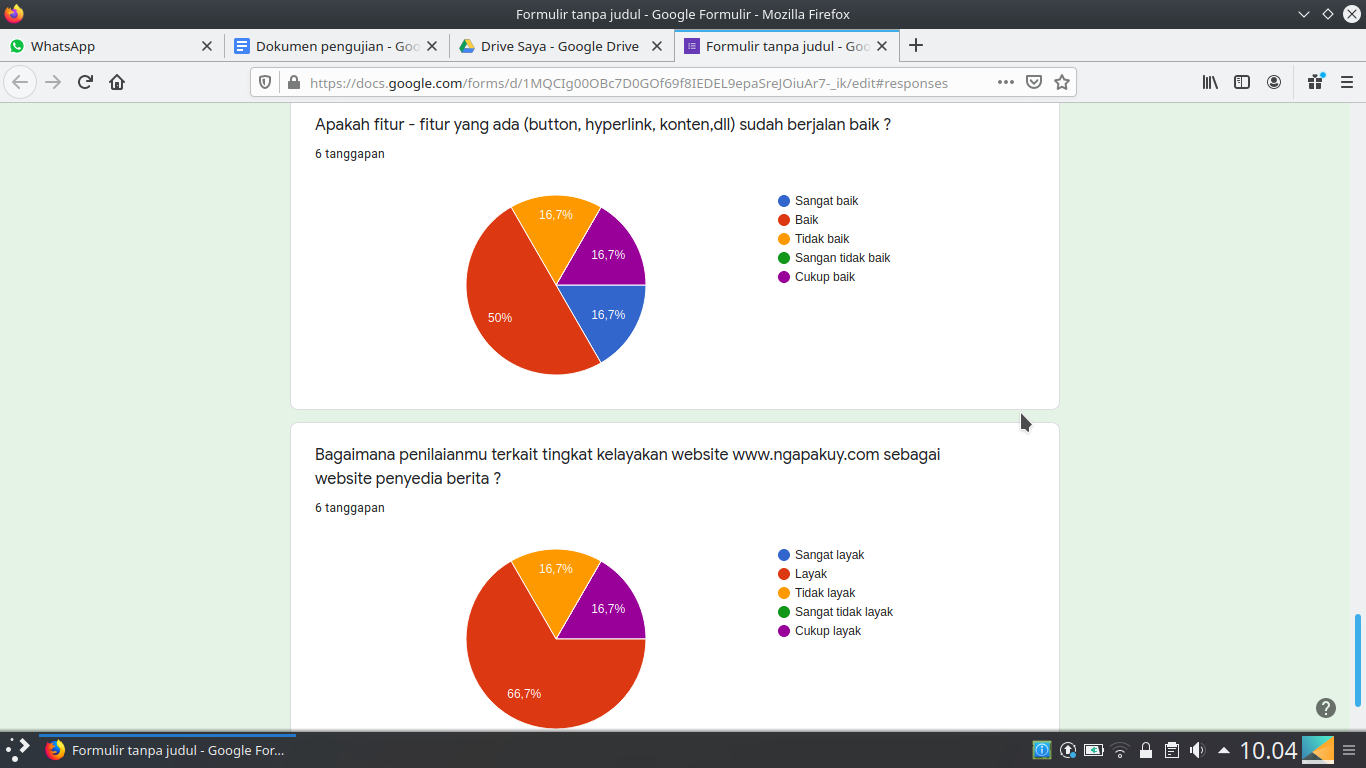 Formulir tanpa judul - Google Formulir - Mozilla Firefox
WhatsApp
Dokumen pengujian - Goo
Drive Saya - Google Drive
Formulir tanpa judul - Goo
https://docs.google.com/forms/d/1MQCIg00OBc7D0GOf69f8IEDEL9epaSreJOiuAr7-_ik/edit#responses
Apakah fitur - fitur yang ada (button, hyperlink, konten,dll) sudah berjalan baik ?
6 tanggapan
16,7%
16,7%
16,7%
50%
Sangat baik
Baik
Tidak baik
Sangan tidak baik
Cukup baik
Bagaimana penilaianmu terkait tingkat kelayakan website www.ngapakuy.com sebagai
website penyedia berita ?
6 tanggapan
16,7%
16,7%
66,7%
Sangat layak
Layak
Tidak layak
Sangat tidak layak
Cukup layak
Formulir tanpa judul - Google For...
10.04